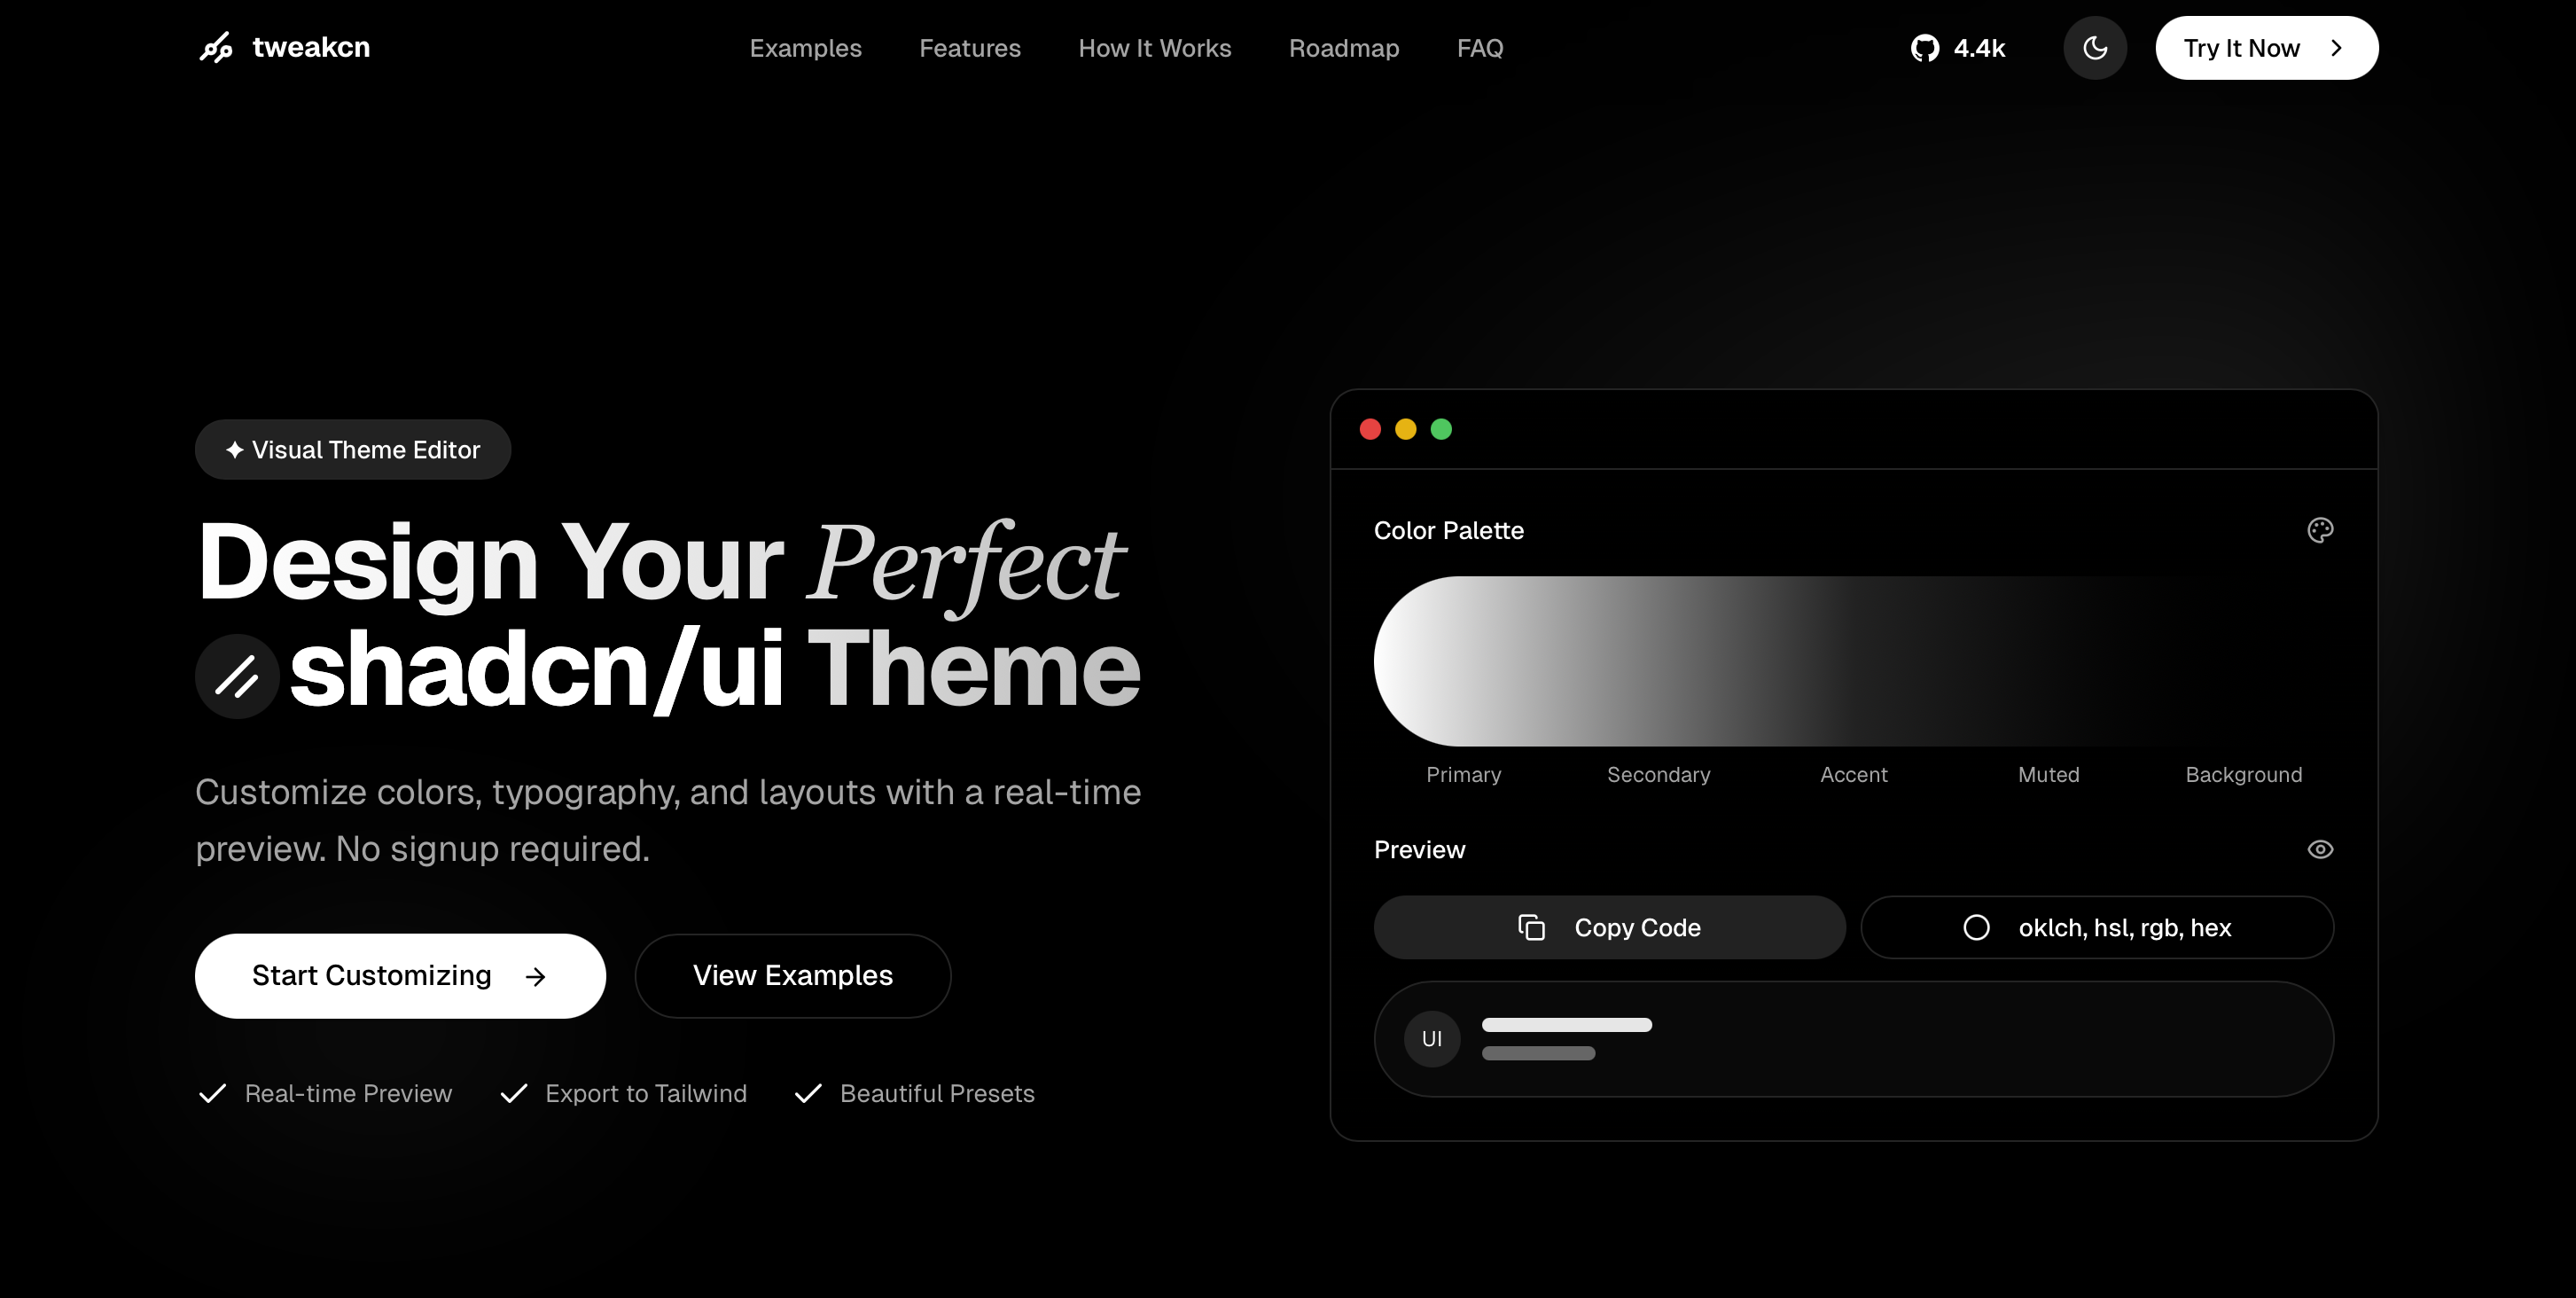 tweakcn
Examples Features How It Works Roadmap FAQ
4.4k
Try It Now
Visual Theme Editor
Design Your Perfect
shadcn/ui Theme
Customize colors, typography, and layouts with a real-time
preview. No signup required.
Start Customizing
View Examples
Real-time Preview
Export to Tailwind
Beautiful Presets
Color Palette
Primary Secondary Accent Muted Background
Preview
Copy Code
oklch, hsl, rgb, hex
UI